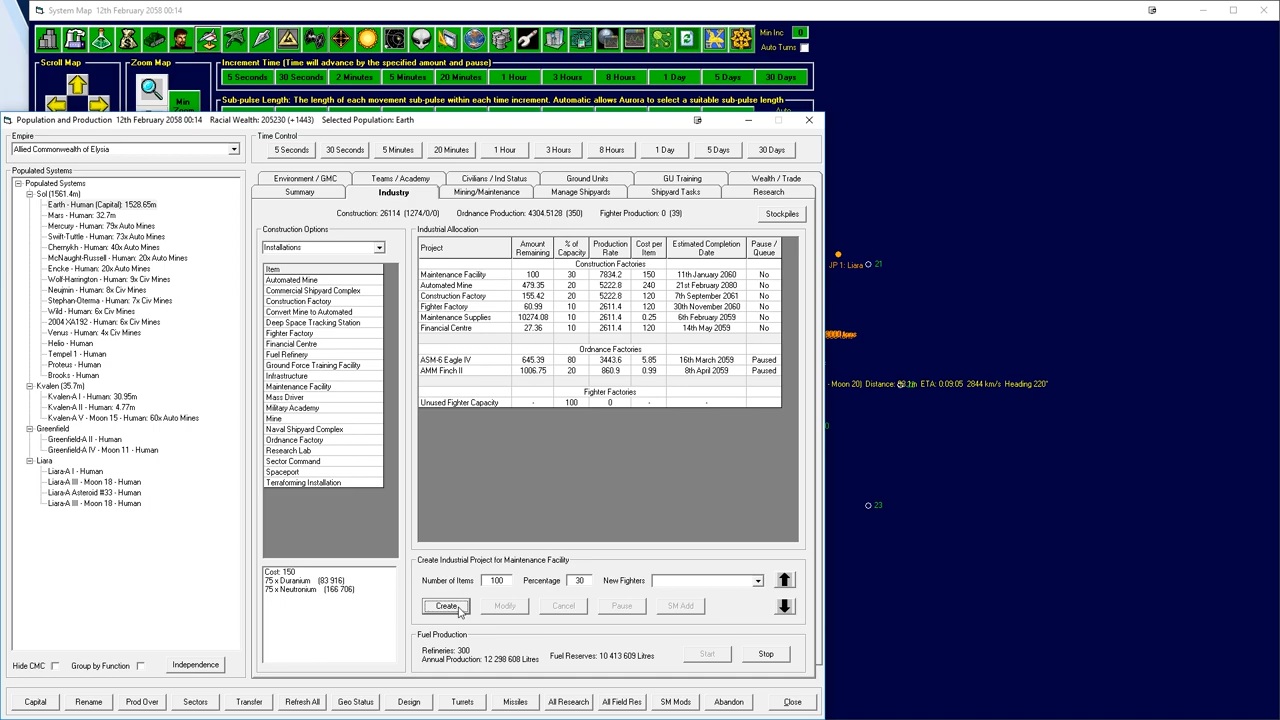 System Map 12th February 2058 00:14
Min Inc 0
Auto Turns
Scroll Map
Zoom Map
Min
Increment Time (Time will advance by the specified amount and pause)
5 Seconds 30 Seconds 2 Minutes 5 Minutes 20 Minutes 1 Hour 3 Hours 8 Hours 1 Day 5 Days 30 Days
Sub-pulse Length: The length of each movement sub-pulse within each time increment. Automatic allows Aurora to select a suitable sub-pulse length
Population and Production 12th February 2058 00:14 Racial Wealth: 205230 (+1443) Selected Population: Earth
Empire
Allied Commonwealth of Elysia
Time Control
5 Seconds 30 Seconds 5 Minutes 20 Minutes 1 Hour 3 Hours 8 Hours 1 Day 5 Days 30 Days
Populated Systems
Populated Systems
Sol (1561.4m)
Earth - Human (Capital): 1528.65m
Mars - Human: 32.7m
Mercury - Human: 79x Auto Mines
Swift-Tuttle - Human: 73x Auto Mines
Chernykh - Human: 40x Auto Mines
McNaught-Russell - Human: 20x Auto Mines
Encke - Human: 20x Auto Mines
Wolf-Harrington - Human: 9x Civ Mines
Neujmin - Human: 8x Civ Mines
Stephan-Oterma - Human: 7x Civ Mines
Wild - Human: 6x Civ Mines
2004 XA192 - Human: 6x Civ Mines
Venus - Human: 4x Civ Mines
Helio - Human
Tempel 1 - Human
Proteus - Human
Brooks - Human
Kvalen (35.7m)
Kvalen-A I - Human: 30.95m
Kvalen-A II - Human: 4.77m
Kvalen-A V - Moon 15 - Human: 60x Auto Mines
Greenfield
Greenfield-A II - Human
Greenfield-A IV - Moon 11 - Human
Liara
Liara-A I - Human
Liara-A III - Moon 18 - Human
Liara-A Asteroid #33 - Human
Liara-A III - Moon 18 - Human
Hide CMC Group by Function Independence
Environment / GMC Teams / Academy Civilians / Ind Status Ground Units GU Training Wealth / Trade
Summary Industry Mining/Maintenance Manage Shipyards Shipyard Tasks Research
Construction: 26114 (1274/0/0) Ordnance Production: 4304.5128 (350) Fighter Production: 0 (39) Stockpiles
Construction Options
Installations
Item
Automated Mine
Commercial Shipyard Complex
Construction Factory
Convert Mine to Automated
Deep Space Tracking Station
Fighter Factory
Financial Centre
Fuel Refinery
Ground Force Training Facility
Infrastructure
Maintenance Facility
Mass Driver
Military Academy
Mine
Naval Shipyard Complex
Ordnance Factory
Research Lab
Sector Command
Spaceport
Terraforming Installation
Cost: 150
75 x Duranium (83 916)
75 x Neutronium (166 706)
Industrial Allocation
Project Amount Remaining % of Capacity Production Rate Cost per Item Estimated Completion Date Pause / Queue
Construction Factories
Maintenance Facility 100 30 7834.2 150 11th January 2060 No
Automated Mine 479.35 20 5222.8 240 21st February 2080 No
Construction Factory 155.42 20 5222.8 120 7th September 2061 No
Fighter Factory 60.99 10 2611.4 120 30th November 2060 No
Maintenance Supplies 10274.08 10 2611.4 0.25 6th February 2059 No
Financial Centre 27.36 10 2611.4 120 14th May 2059 No
Ordnance Factories
ASM-6 Eagle IV 645.39 80 3443.6 5.85 16th March 2059 Paused
AMM Finch II 1006.75 20 860.9 0.99 8th April 2059 Paused
Fighter Factories
Unused Fighter Capacity - 100 0 - -
Create Industrial Project for Maintenance Facility
Number of Items 100 Percentage 30 New Fighters
Create Modify Cancel Pause SM Add
Fuel Production
Refineries: 300
Annual Production: 12 298 608 Litres
Fuel Reserves: 10 413 609 Litres Start Stop
Capital Rename Prod Over Sectors Transfer Refresh All Geo Status Design Turrets Missiles All Research All Field Res SM Mods Abandon Close
JP 1: Liara 21
- Moon 20) Distance: ETA: 0.09.05 2844 km/s Heading 220°
0
23